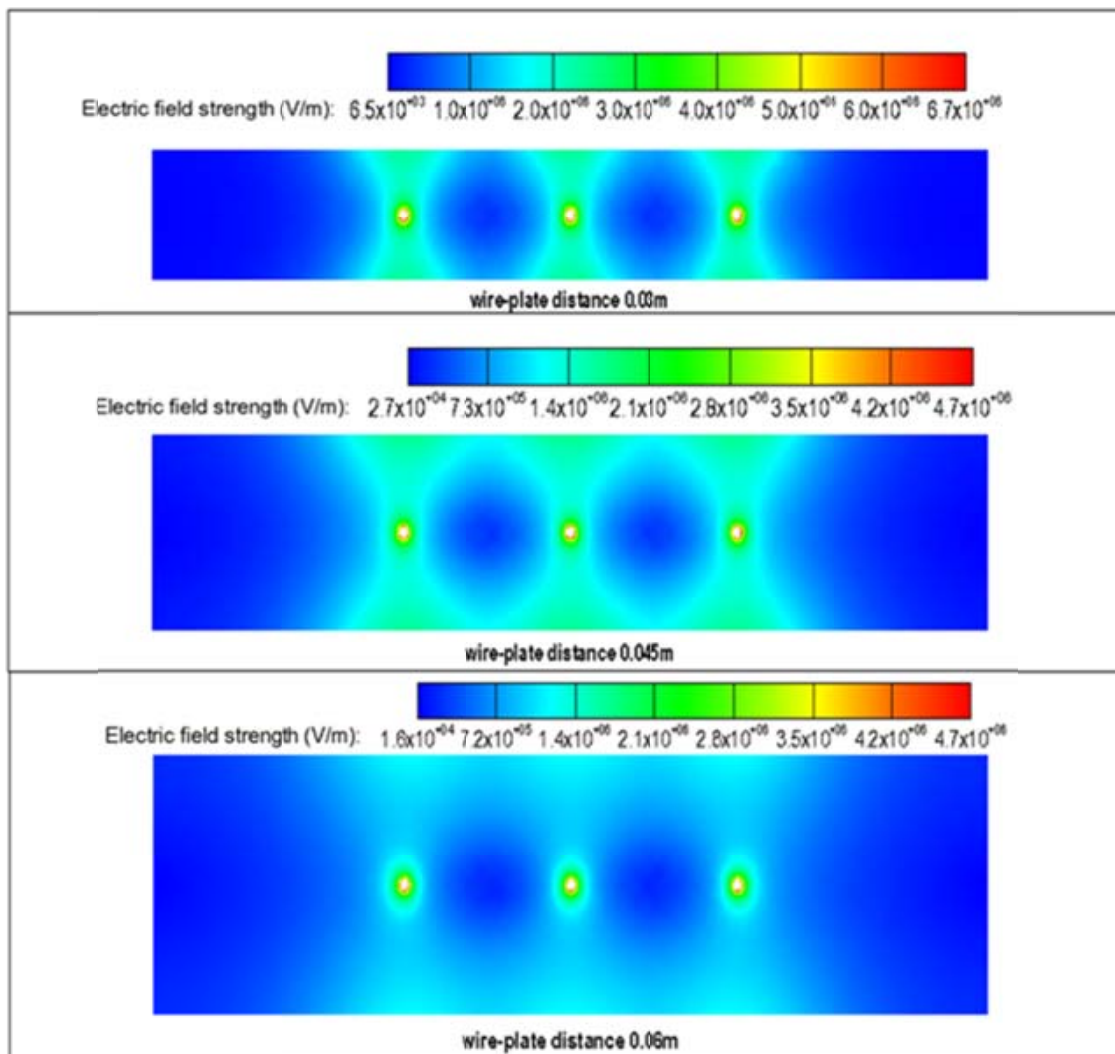 Electric field strength (V/m): 6.5x10⁺⁰³ 1.0x10⁺⁰⁶ 2.0x10⁺⁰⁶ 3.0x10⁺⁰⁶ 4.0x10⁺⁰⁶ 5.0x10⁺⁰⁶ 6.0x10⁺⁰⁶ 6.7x10⁺⁰⁶
wire-plate distance 0.03m
Electric field strength (V/m): 2.7x10⁺⁰⁴ 7.3x10⁺⁰⁵ 1.4x10⁺⁰⁶ 2.1x10⁺⁰⁶ 2.8x10⁺⁰⁶ 3.5x10⁺⁰⁶ 4.2x10⁺⁰⁶ 4.7x10⁺⁰⁶
wire-plate distance 0.045m
Electric field strength (V/m): 1.6x10⁺⁰⁴ 7.2x10⁺⁰⁵ 1.4x10⁺⁰⁶ 2.1x10⁺⁰⁶ 2.8x10⁺⁰⁶ 3.5x10⁺⁰⁶ 4.2x10⁺⁰⁶ 4.7x10⁺⁰⁶
wire-plate distance 0.06m